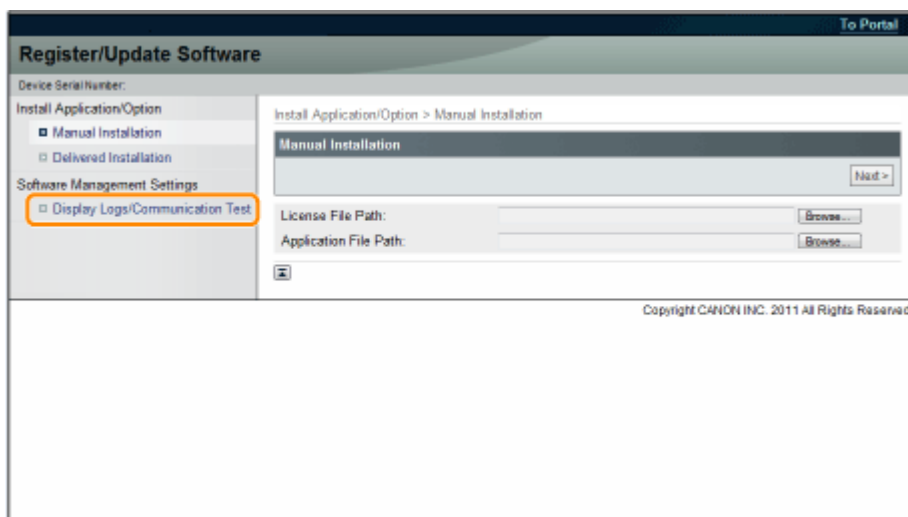 To Portal
Register/Update Software
Device Serial Number:
Install Application/Option
Manual Installation
Delivered Installation
Software Management Settings
Display Logs/Communication Test
Install Application/Option > Manual Installation
Manual Installation
Next >
License File Path:
Browse...
Application File Path:
Browse...
Copyright CANON INC. 2011 All Rights Reserved